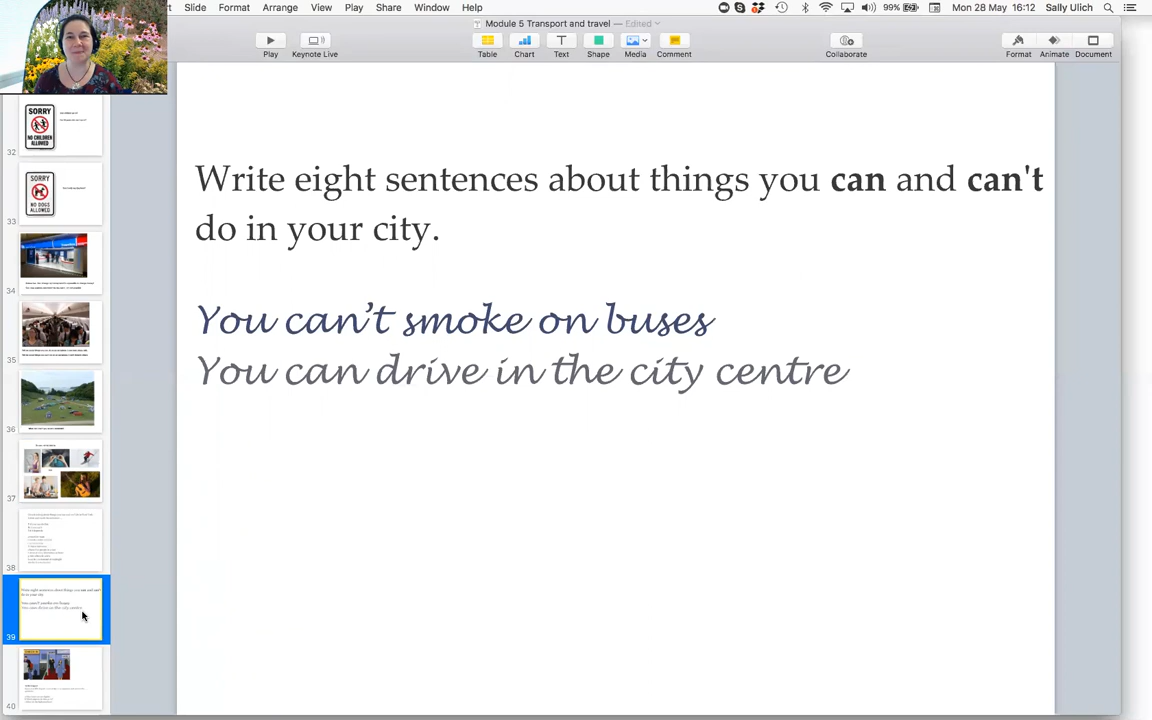 Slide Format Arrange View Play Share Window Help 99% Mon 28 May 16:12 Sally Ulich
Module 5 Transport and travel — Edited
Play Keynote Live Table Chart Text Shape Media Comment Collaborate Format Animate Document
SORRY
NO CHILDREN
ALLOWED
32
SORRY
NO DOGS
ALLOWED
33
34
35
36
37
38
39
40
Write eight sentences about things you can and can't
do in your city.
You can’t smoke on buses
You can drive in the city centre